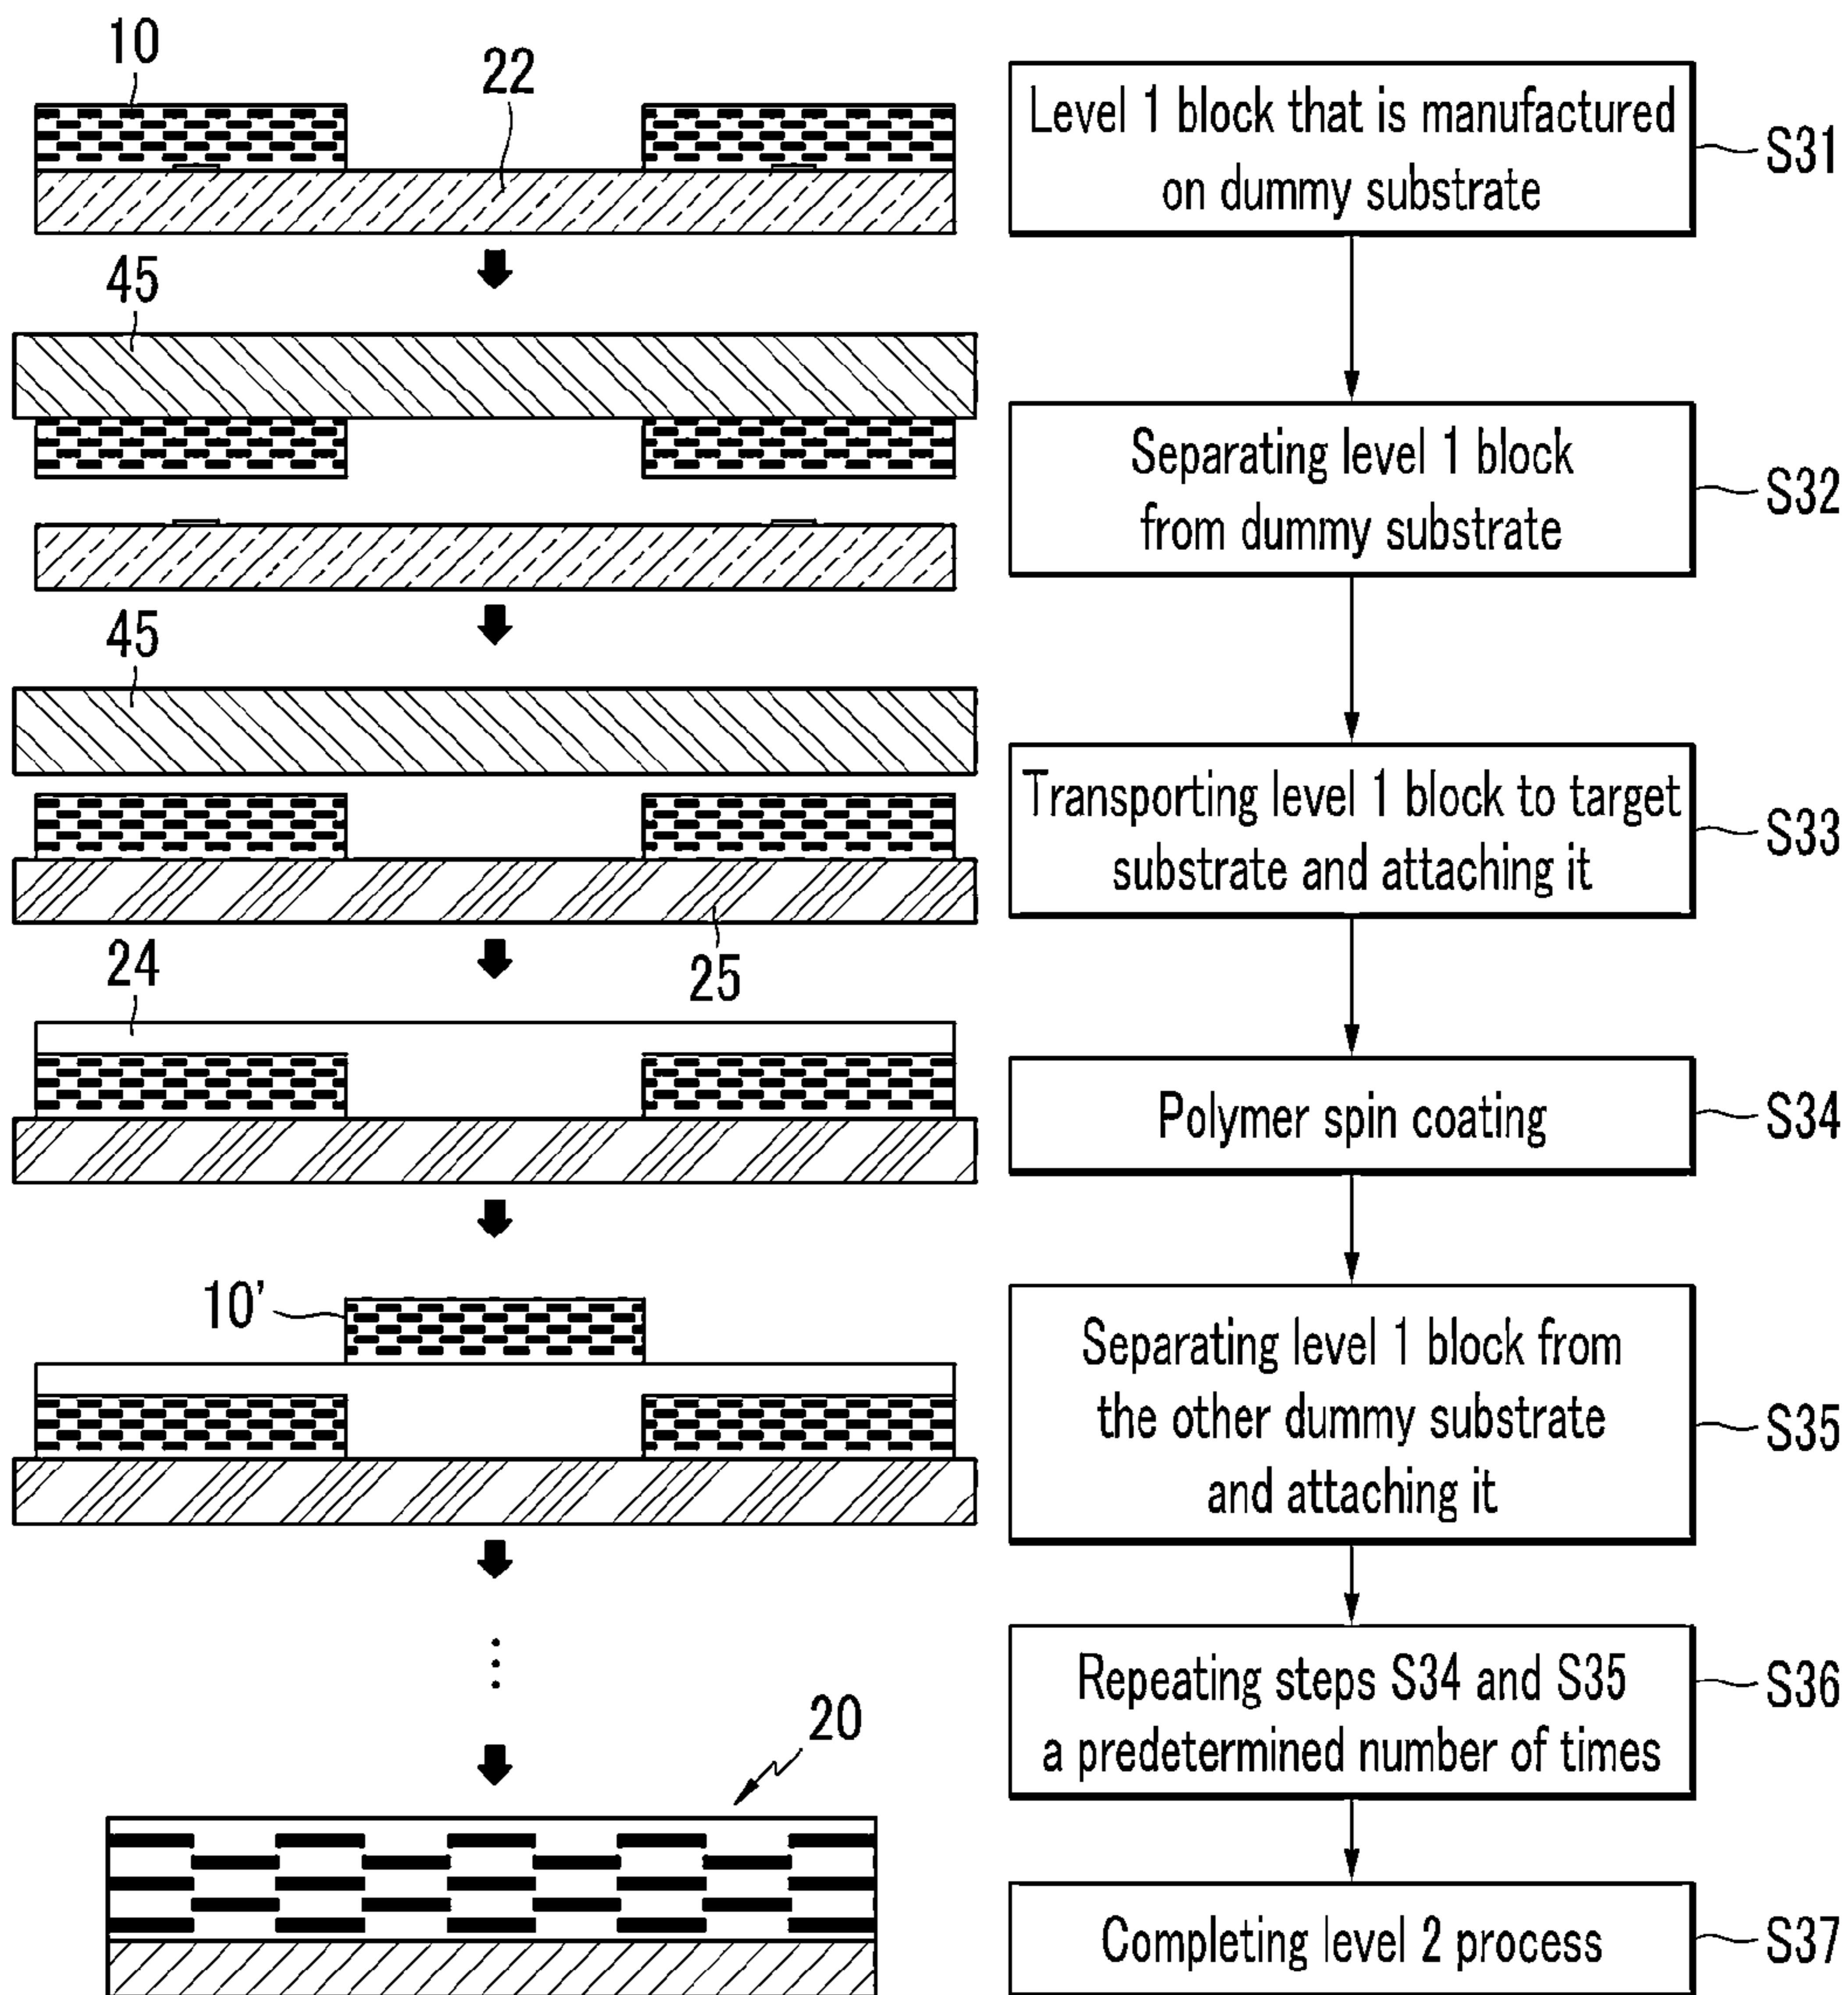 10
22
Level 1 block that is manufactured
on dummy substrate
S31
45
Separating level 1 block
from dummy substrate
S32
45
Transporting level 1 block to target
substrate and attaching it
S33
25
24
Polymer spin coating
S34
10'
Separating level 1 block from
the other dummy substrate
and attaching it
S35
Repeating steps S34 and S35
a predetermined number of times
S36
20
Completing level 2 process
S37